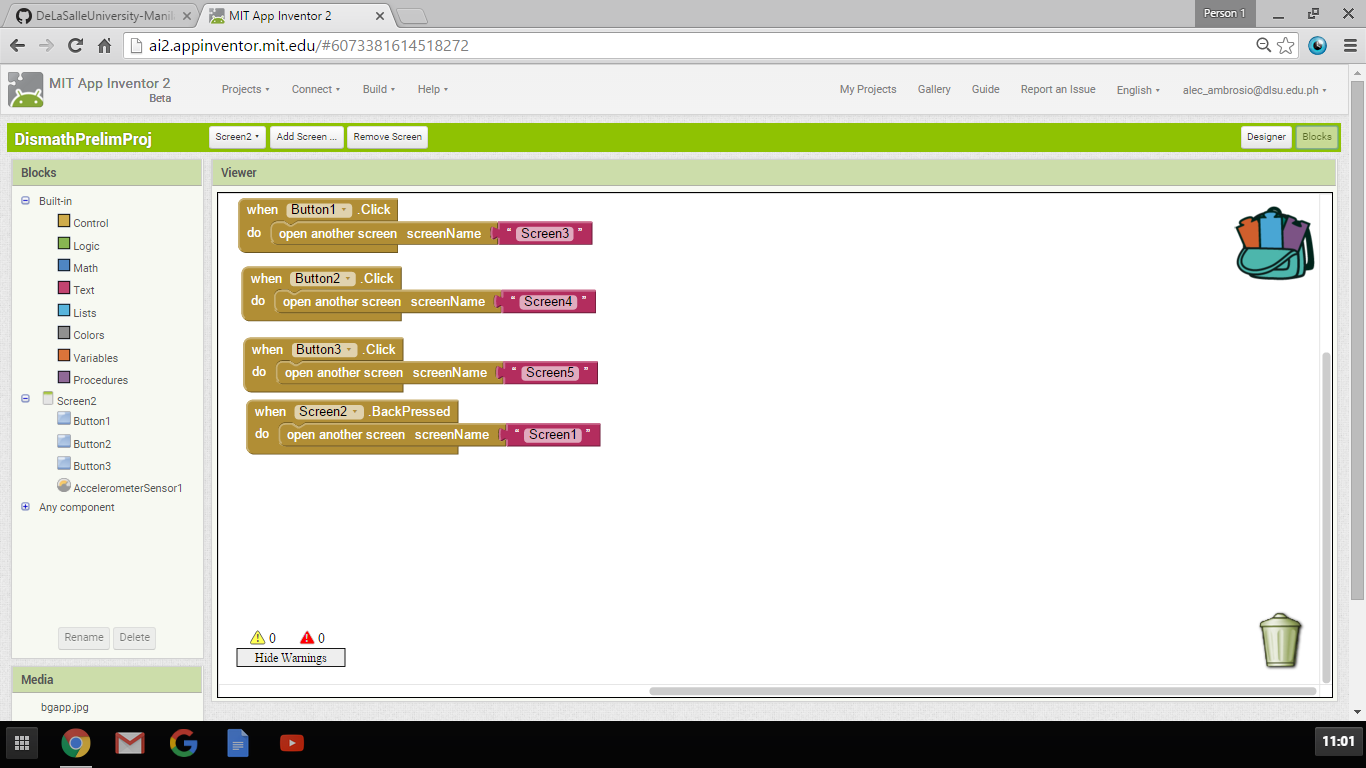 DeLaSalleUniversity-Manil
MIT App Inventor 2
Person 1
ai2.appinventor.mit.edu/#6073381614518272
MIT App Inventor 2
Beta
Projects
Connect
Build
Help
My Projects
Gallery
Guide
Report an Issue
English
alec_ambrosio@dlsu.edu.ph
DismathPrelimProj
Screen2
Add Screen ...
Remove Screen
Designer
Blocks
Blocks
Built-in
Control
Logic
Math
Text
Lists
Colors
Variables
Procedures
Screen2
Button1
Button2
Button3
AccelerometerSensor1
Any component
Rename
Delete
Media
bgapp.jpg
Viewer
when Button1 .Click
do open another screen screenName " Screen3 "
when Button2 .Click
do open another screen screenName " Screen4 "
when Button3 .Click
do open another screen screenName " Screen5 "
when Screen2 .BackPressed
do open another screen screenName " Screen1 "
0 0
Hide Warnings
11:01